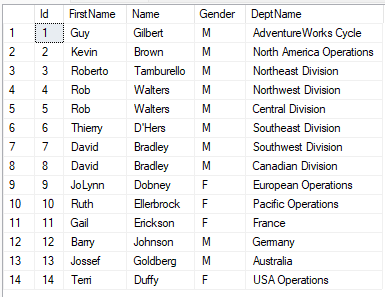 Id FirstName Name Gender DeptName
1 1 Guy Gilbert M AdventureWorks Cycle
2 2 Kevin Brown M North America Operations
3 3 Roberto Tamburello M Northeast Division
4 4 Rob Walters M Northwest Division
5 5 Rob Walters M Central Division
6 6 Thierry D'Hers M Southeast Division
7 7 David Bradley M Southwest Division
8 8 David Bradley M Canadian Division
9 9 JoLynn Dobney F European Operations
10 10 Ruth Ellerbrock F Pacific Operations
11 11 Gail Erickson F France
12 12 Barry Johnson M Germany
13 13 Jossef Goldberg M Australia
14 14 Terri Duffy F USA Operations